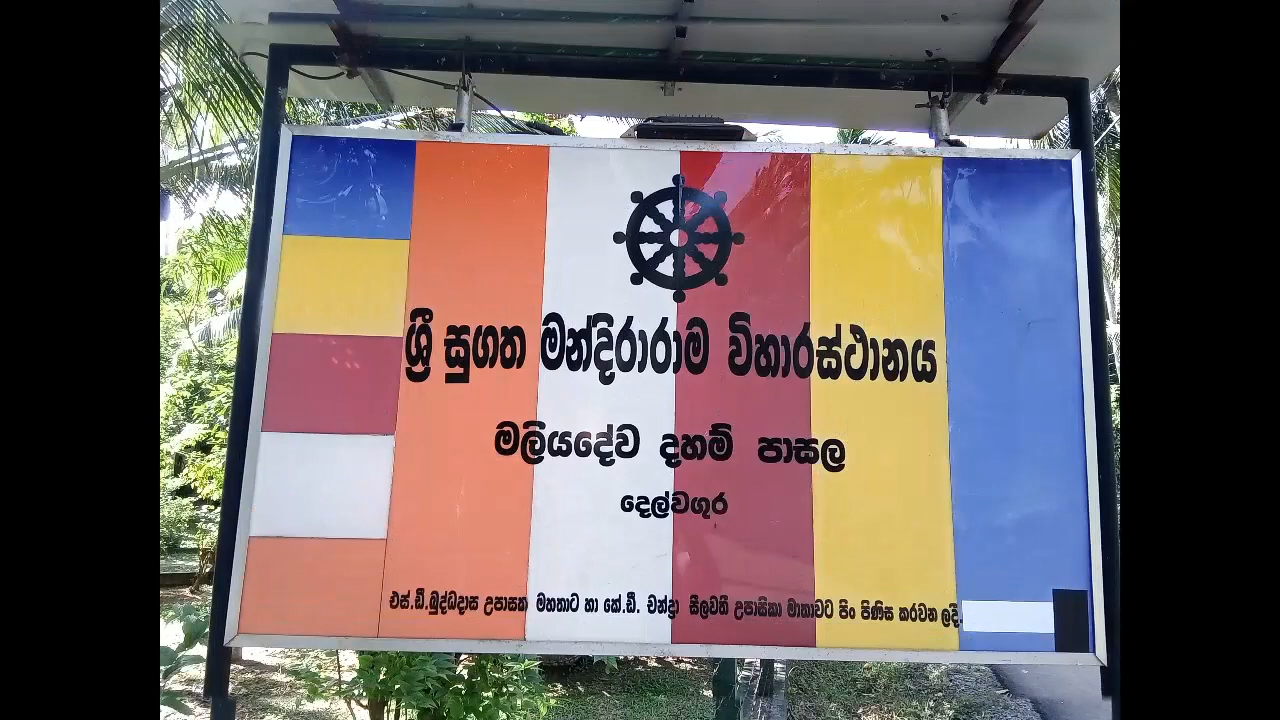 ශ්‍රී සුගත මන්දිරාරාම විහාරස්ථානය
මලියදේව දහම් පාසල
දෙල්වගුර
එස්.ඩී.බුද්ධදාස උපාසක මහතාට හා කේ.ඩී. චන්ද්‍රා සීලවතී උපාසිකා මාතාවට පිං පිණිස කරවන ලදී.